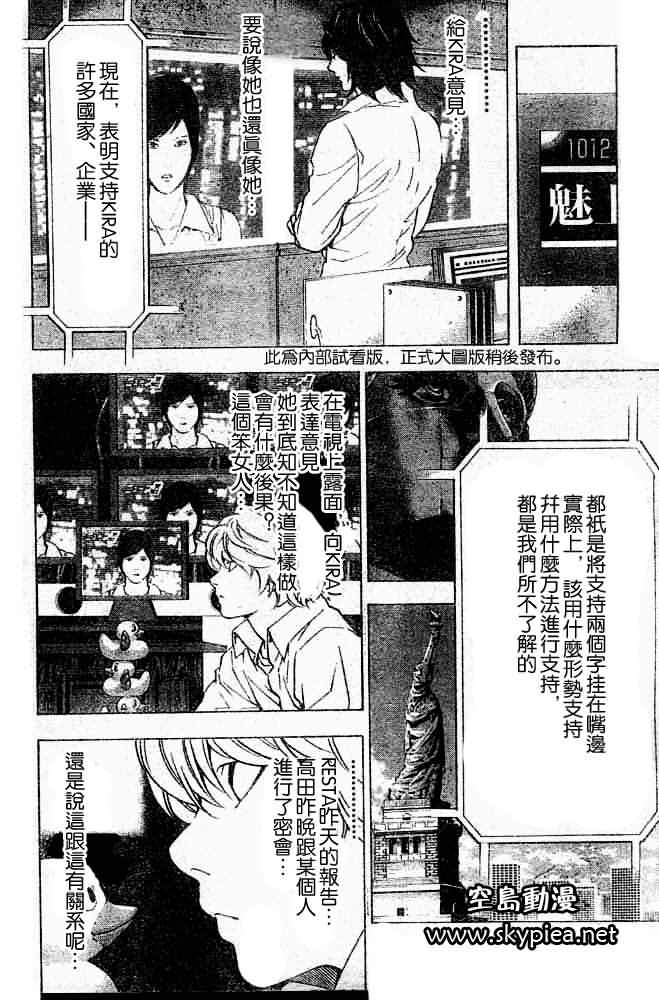 1012
魅
給KIRA意見…
…………
要說像她也還真像她…
現在，表明支持KIRA的
許多國家、企業——
此爲內部試看版．正式大圖版稍後發布。
都祇是將支持兩個字挂在嘴邊
實際上，該用什麼形勢支持
幷用什麼方法進行支持，
都是我們所不了解的
在電視上露面…向KIRA
表達意見
她到底知不知道這樣做
會有什麼後果？
這個笨女人…
…………
RESTA昨天的報告…
高田昨晚跟某個人
進行了密會…
還是說這跟這有關系呢…
空島動漫
www.skypiea.net